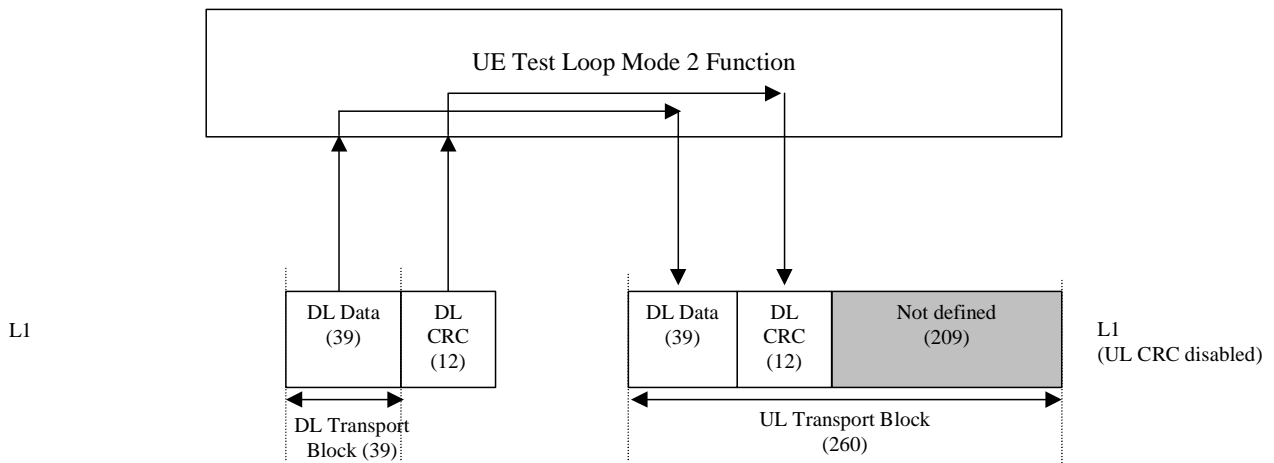 UE Test Loop Mode 2 Function
L1
DL Data
(39)
DL
CRC
(12)
DL Transport
Block (39)
DL Data
(39)
DL
CRC
(12)
Not defined
(209)
UL Transport Block
(260)
L1
(UL CRC disabled)